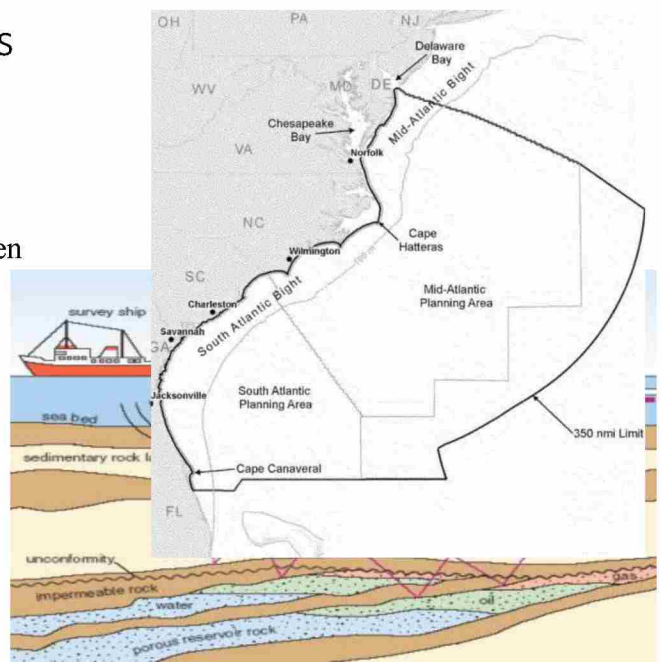 s
OH
PA
NJ
Delaware
Bay
WV
MD
DE
Mid-Atlantic Bight
Chesapeake
Bay
VA
Norfolk
NC
Cape
Hatteras
en
Wilmington
SC
100 m
Mid-Atlantic
Planning Area
survey ship
Charleston
South Atlantic Bight
Savannah
GA
Jacksonville
South Atlantic
Planning Area
sea bed
350 nmi Limit
sedimentary rock la
Cape Canaveral
FL
unconformity
gas
impermeable rock
oil
water
porous reservoir rock